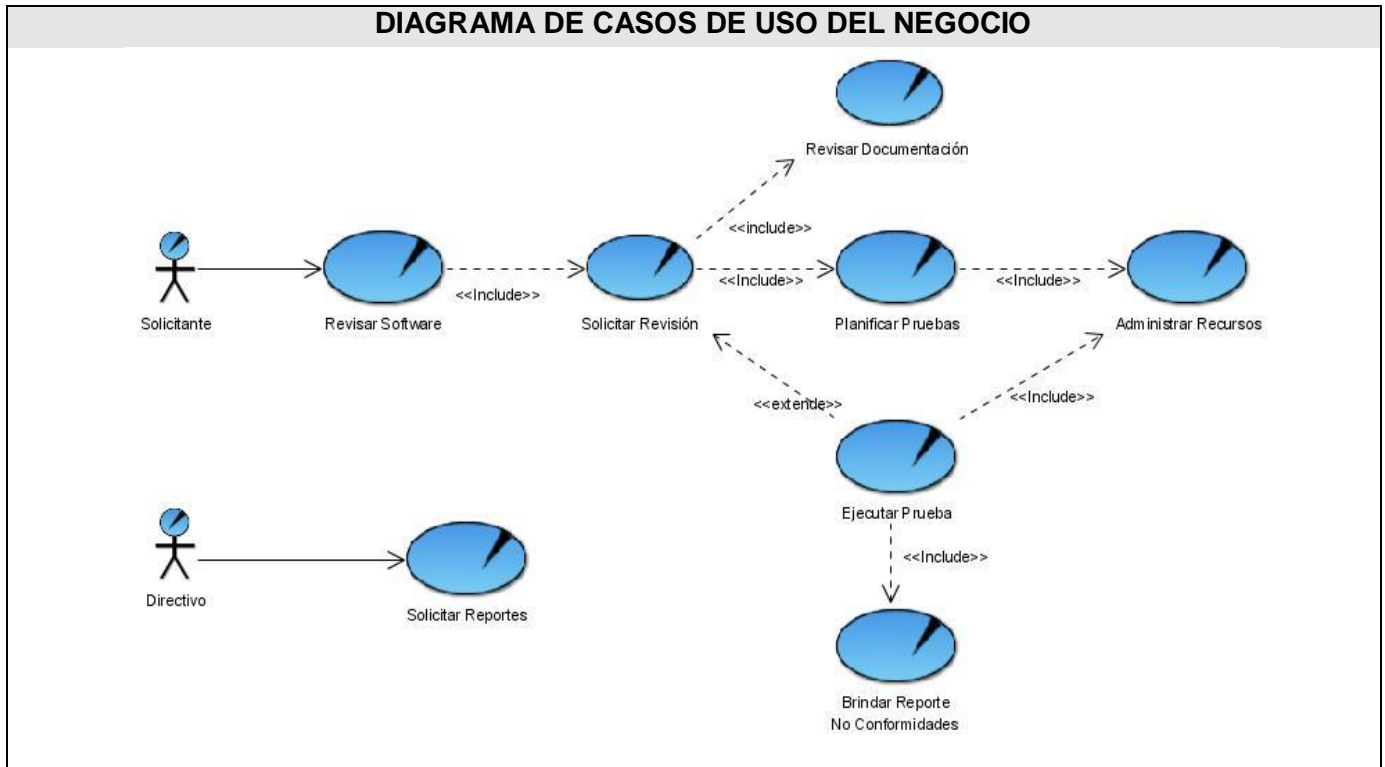 DIAGRAMA DE CASOS DE USO DEL NEGOCIO
Revisar Documentación
<<include>>
Solicitante
<<Include>>
Revisar Software
Solicitar Revisión
<<Include>>
Planificar Pruebas
<<Include>>
Administrar Recursos
<<extende>>
<<Include>>
Ejecutar Prueba
<<Include>>
Directivo
Solicitar Reportes
Brindar Reporte
No Conformidades